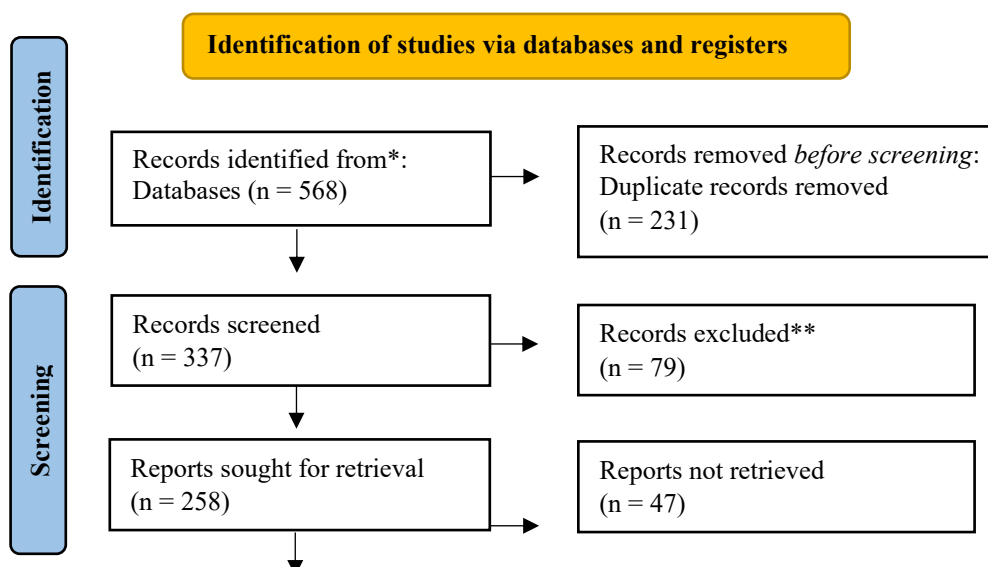 Identification of studies via databases and registers
Identification
Records identified from*:
Databases (n = 568)
Records removed before screening:
Duplicate records removed
(n = 231)
Screening
Records screened
(n = 337)
Records excluded**
(n = 79)
Reports sought for retrieval
(n = 258)
Reports not retrieved
(n = 47)